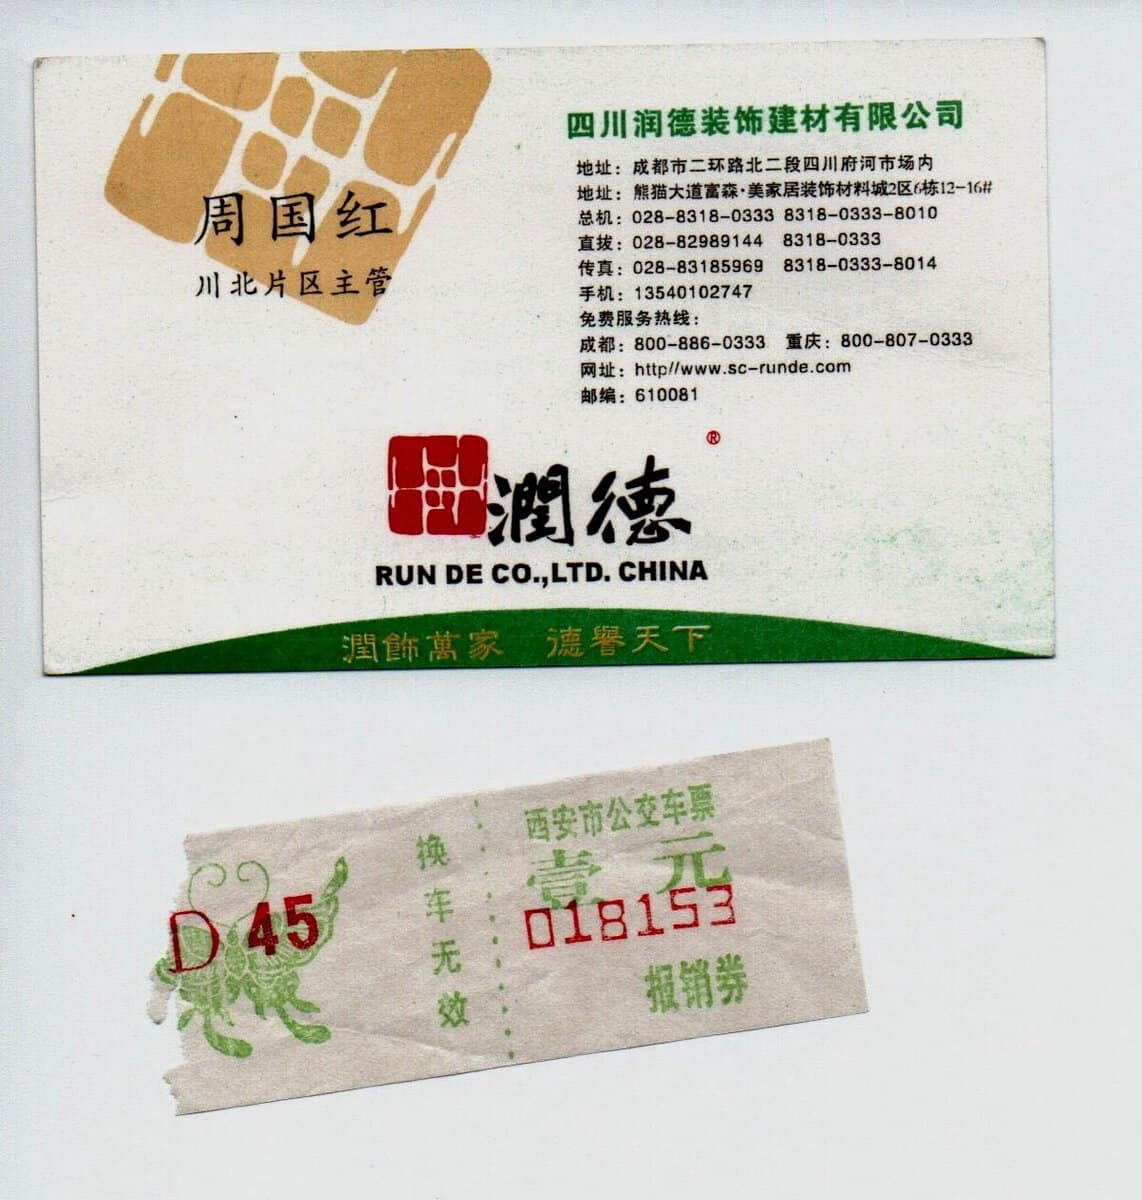 周国红
川北片区主管
四川润德装饰建材有限公司
地址：成都市二环路北二段四川府河市场内
地址：熊猫大道富森·美家居装饰材料城2区6栋12-16#
总机：028-8318-0333 8318-0333-8010
直拨：028-82989144 8318-0333
传真：028-83185969 8318-0333-8014
手机：13540102747
免费服务热线：
成都：800-886-0333 重庆：800-807-0333
网址：http//www.sc-runde.com
邮编：610081
潤德®
RUN DE CO.,LTD. CHINA
潤飾萬家 德譽天下
D 45
换车无效
西安市公交车票
壹元
018153
报销券